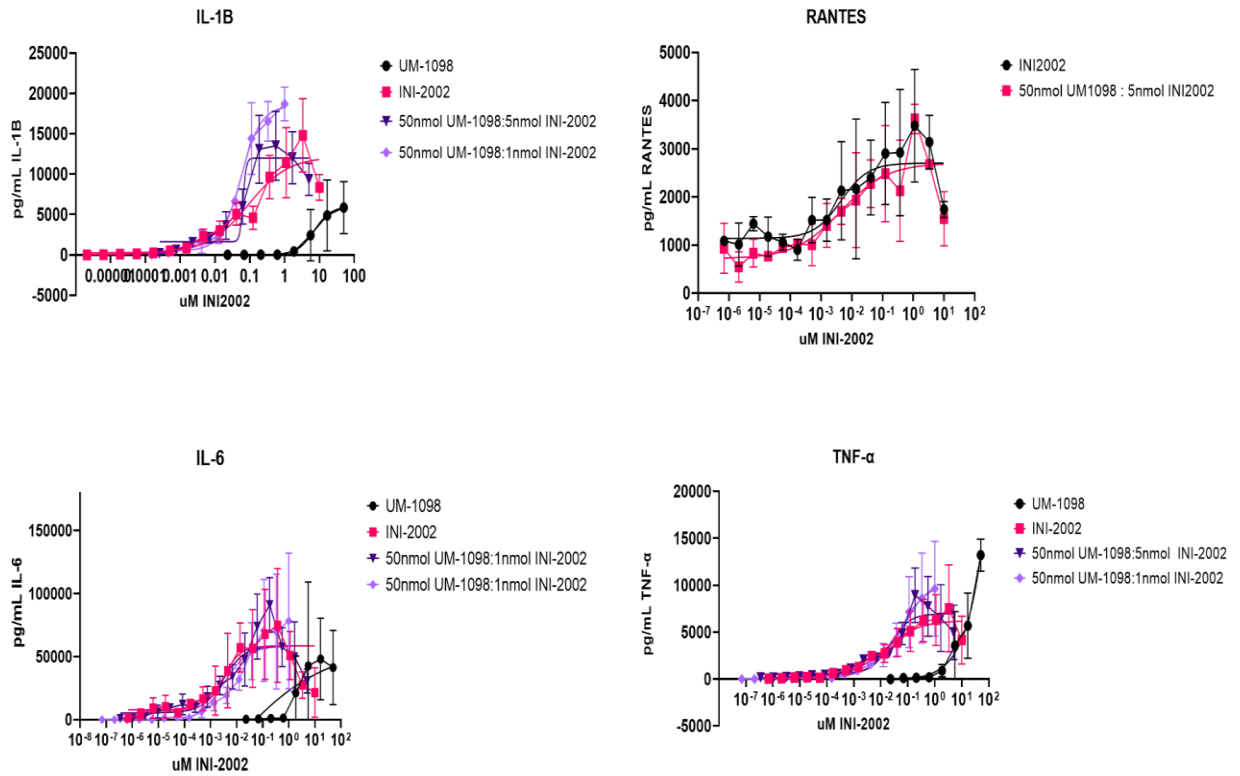 IL-1B
25000
20000
15000
10000
5000
0
-5000
pg/mL IL-1B
0.00001 0.0001 0.001 0.01 0.1 1 10 100
uM INI2002
UM-1098
INI-2002
50nmol UM-1098:5nmol INI-2002
50nmol UM-1098:1nmol INI-2002
RANTES
5000
4000
3000
2000
1000
0
pg/mL RANTES
10⁻⁷ 10⁻⁶ 10⁻⁵ 10⁻⁴ 10⁻³ 10⁻² 10⁻¹ 10⁰ 10¹ 10²
uM INI-2002
INI2002
50nmol UM1098 : 5nmol INI2002
IL-6
150000
100000
50000
0
pg/mL IL-6
10⁻⁸ 10⁻⁷ 10⁻⁶ 10⁻⁵ 10⁻⁴ 10⁻³ 10⁻² 10⁻¹ 10⁰ 10¹ 10²
uM INI-2002
UM-1098
INI-2002
50nmol UM-1098:1nmol INI-2002
50nmol UM-1098:1nmol INI-2002
TNF-α
20000
15000
10000
5000
0
-5000
pg/mL TNF-α
10⁻⁸ 10⁻⁷ 10⁻⁶ 10⁻⁵ 10⁻⁴ 10⁻³ 10⁻² 10⁻¹ 10⁰ 10¹ 10²
uM INI-2002
UM-1098
INI-2002
50nmol UM-1098:5nmol INI-2002
50nmol UM-1098:1nmol INI-2002